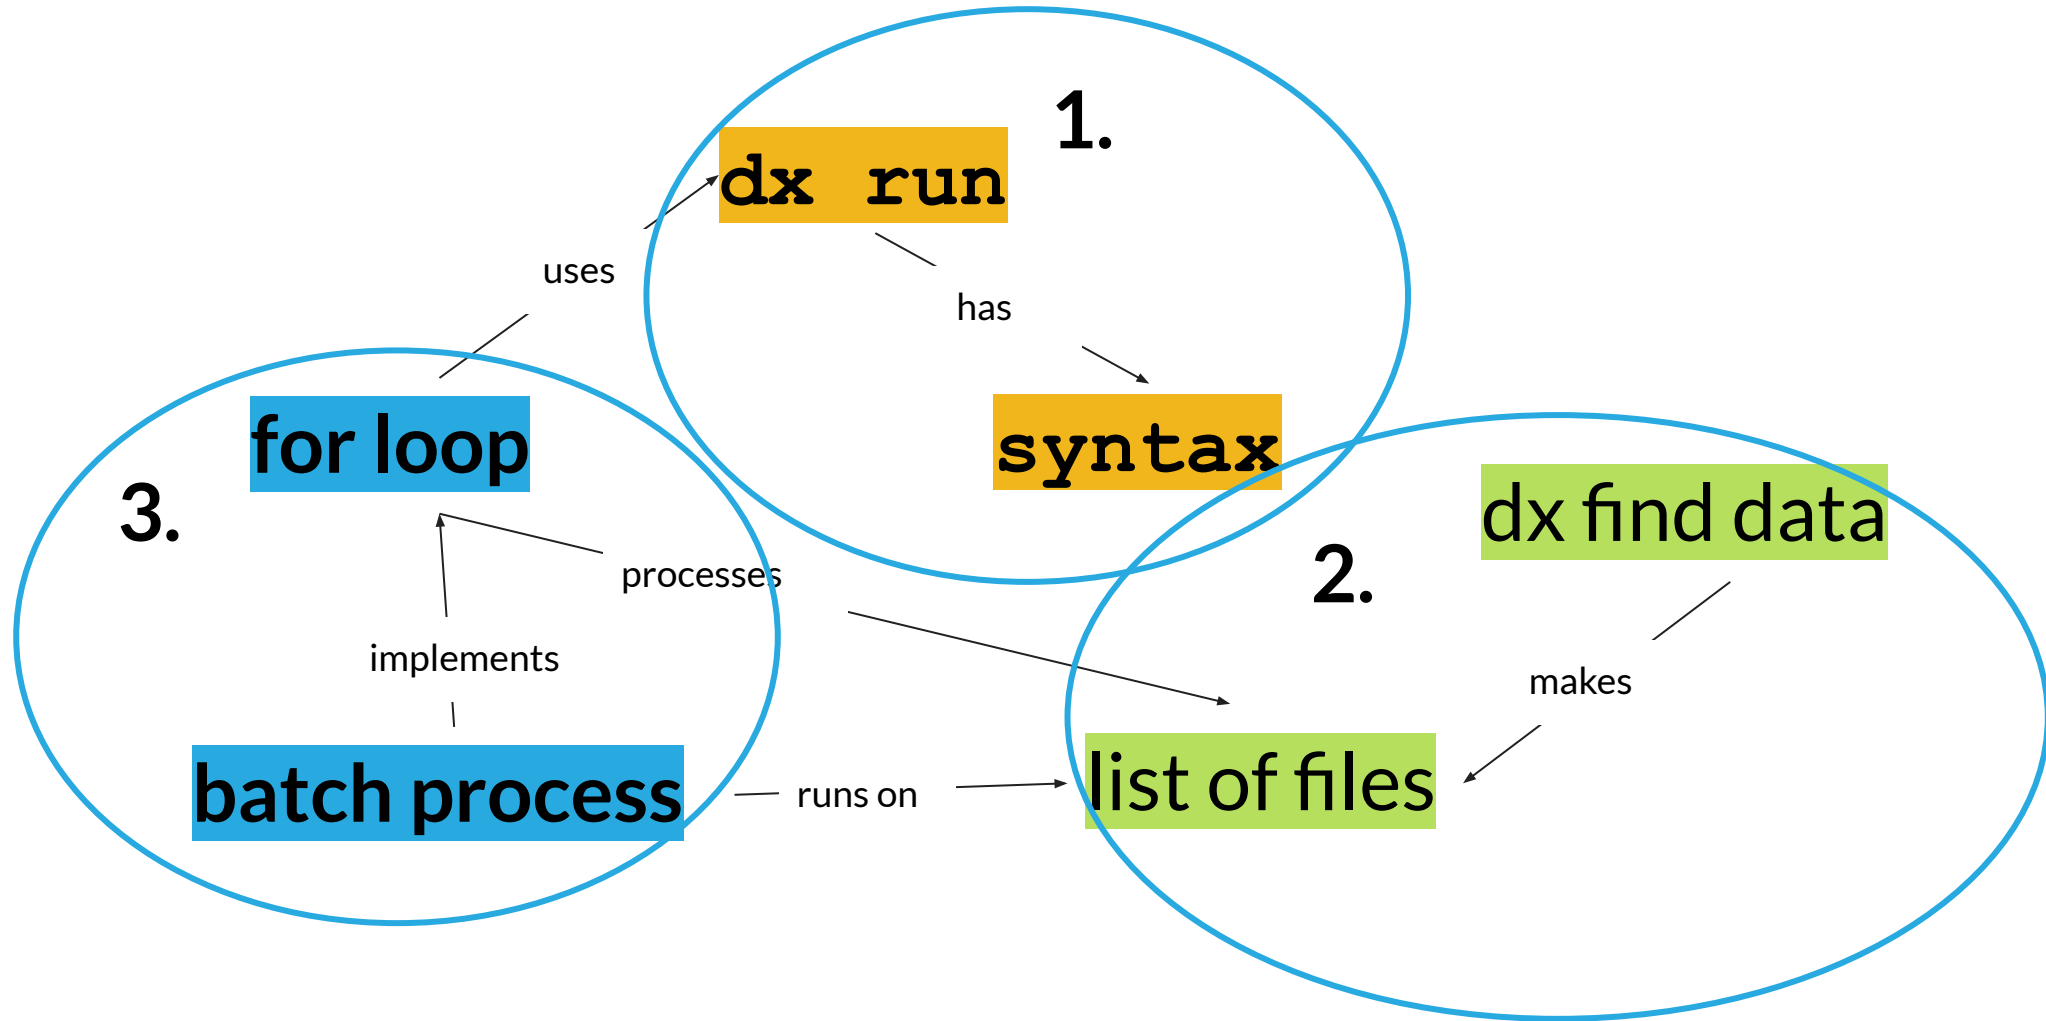 1.
dx run
uses
has
for loop
syntax
3.
dx find data
2.
processes
implements
makes
batch process
runs on
list of files